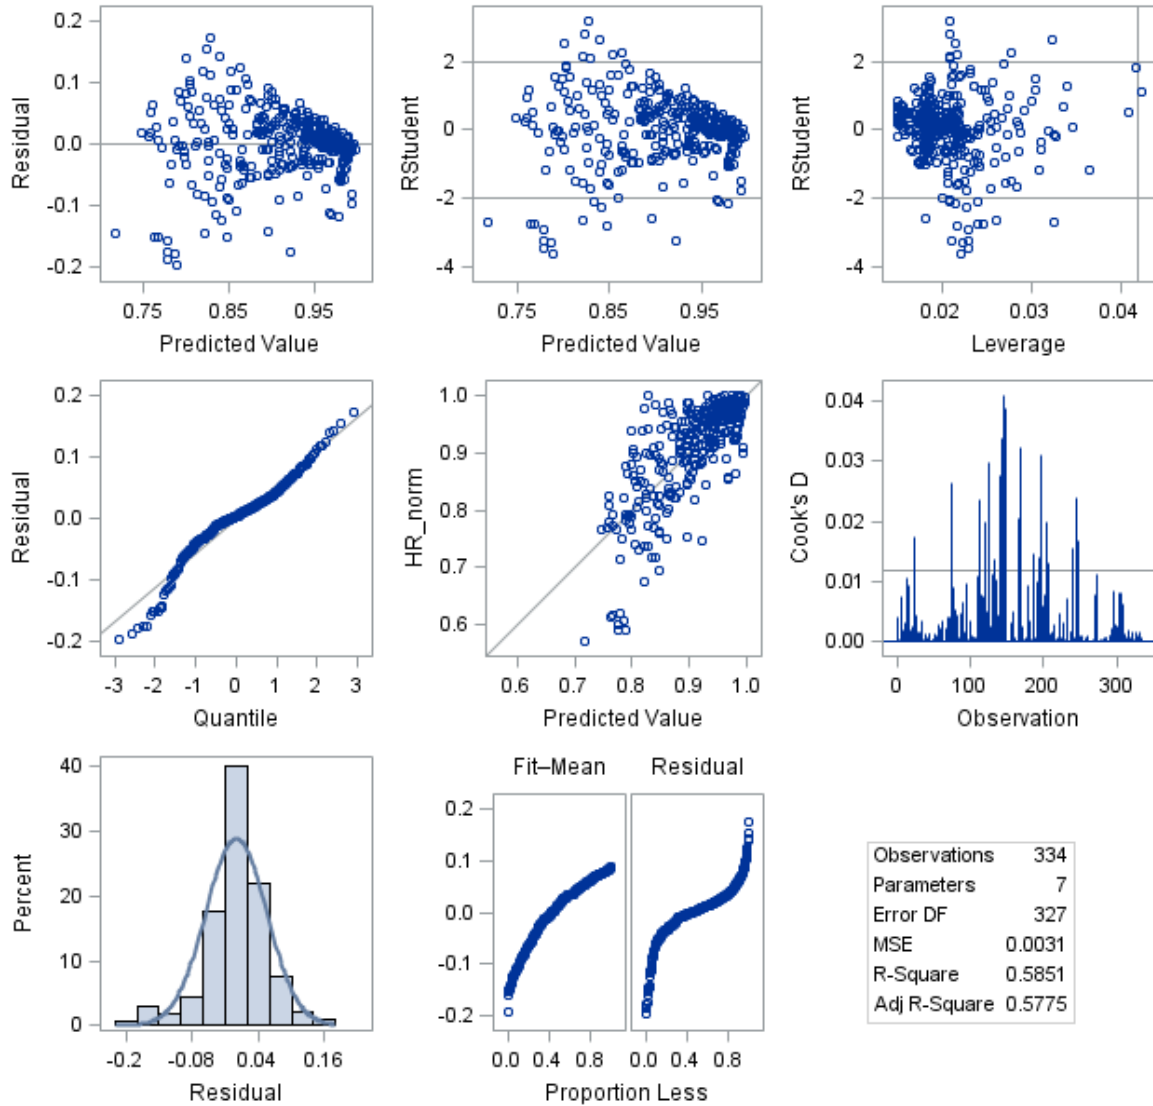 0.2
0.1
0.0
-0.1
-0.2
Residual
0.75 0.85 0.95
Predicted Value
2
0
-2
-4
RStudent
0.75 0.85 0.95
Predicted Value
2
0
-2
-4
RStudent
0.02 0.03 0.04
Leverage
0.2
0.1
0.0
-0.1
-0.2
Residual
-3 -2 -1 0 1 2 3
Quantile
1.0
0.9
0.8
0.7
0.6
HR_norm
0.6 0.7 0.8 0.9 1.0
Predicted Value
0.04
0.03
0.02
0.01
0.00
Cook's D
0 100 200 300
Observation
40
30
20
10
0
Percent
-0.2 -0.08 0.04 0.16
Residual
Fit–Mean Residual
0.2
0.1
0.0
-0.1
-0.2
0.0 0.4 0.8 0.0 0.4 0.8
Proportion Less
Observations 334
Parameters 7
Error DF 327
MSE 0.0031
R-Square 0.5851
Adj R-Square 0.5775